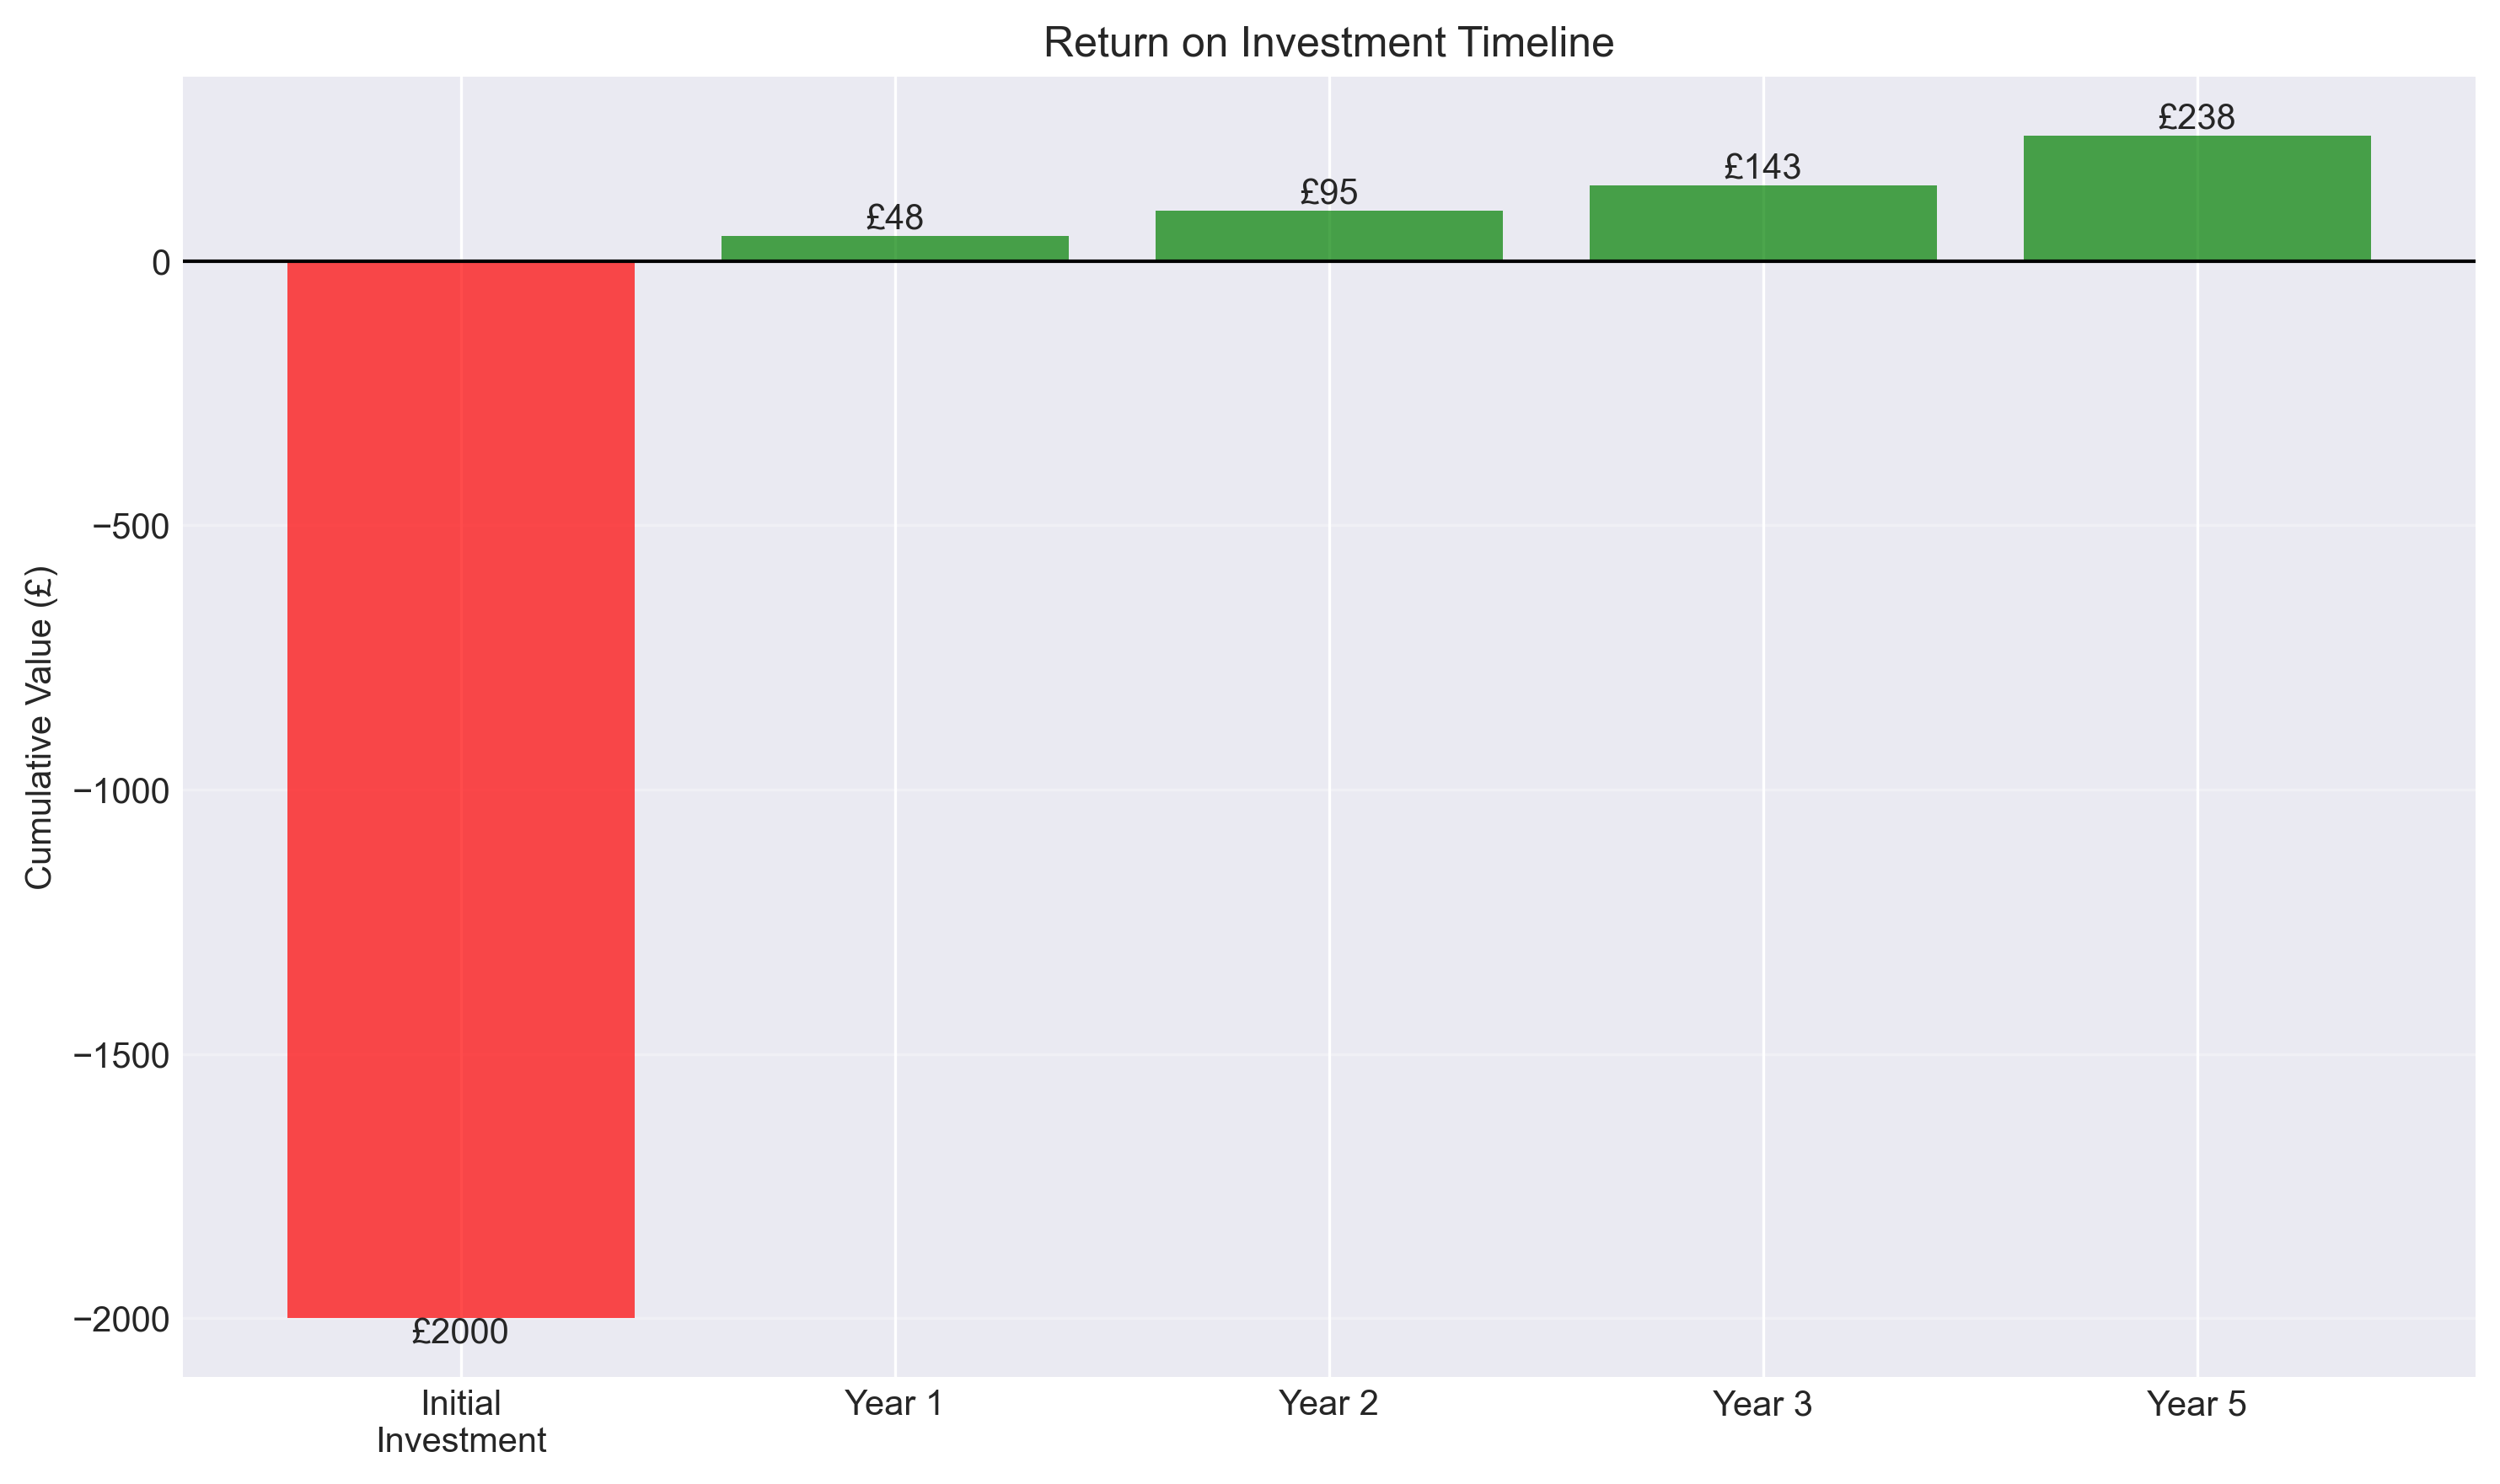 Return on Investment Timeline
£238
£143
£95
£48
0
−500
−1000
−1500
−2000
Cumulative Value (£)
£2000
Initial
Investment
Year 1
Year 2
Year 3
Year 5